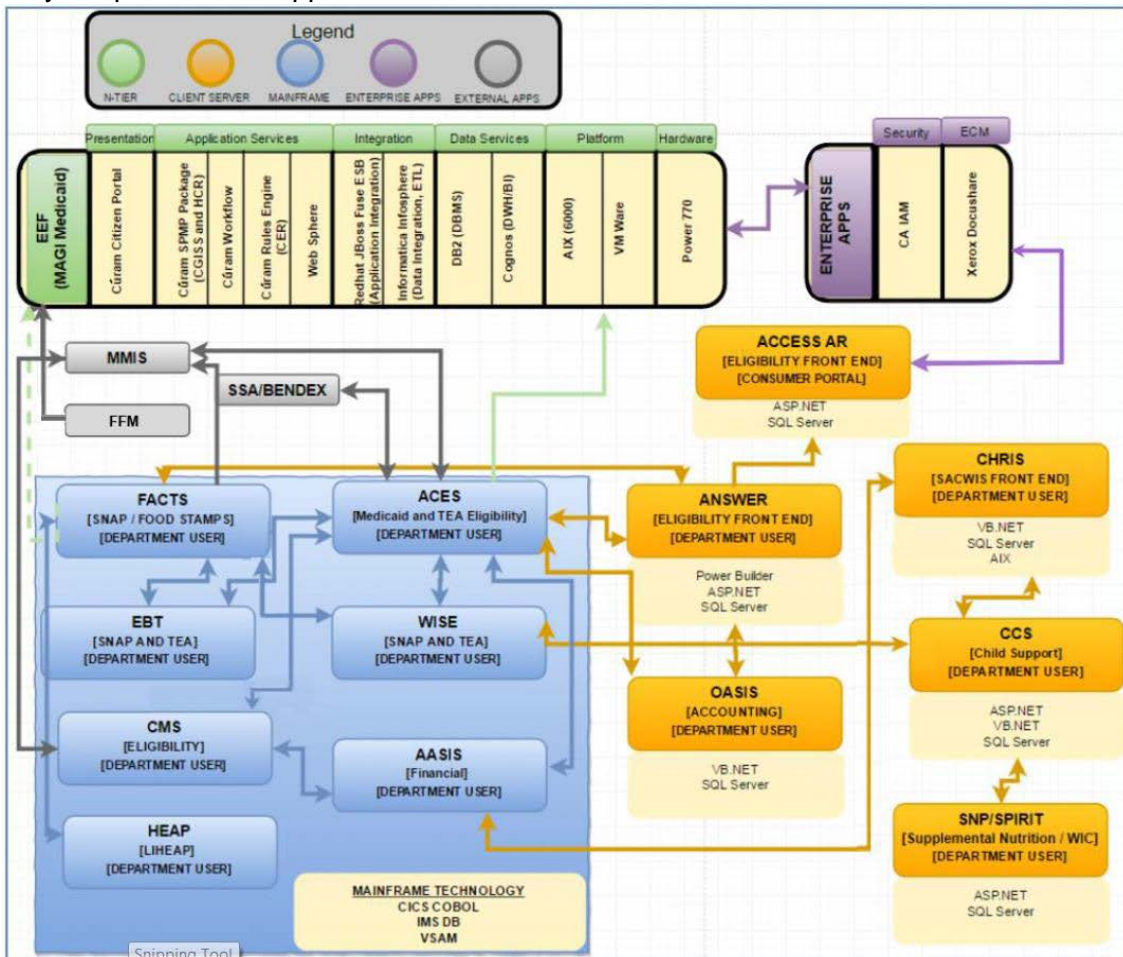 Legend
N-TIER
CLIENT SERVER
MAINFRAME
ENTERPRISE APPS
EXTERNAL APPS
Presentation
Application Services
Integration
Data Services
Platform
Hardware
Security
ECM
EEF
(MAGI Medicaid)
Cúram Citizen Portal
Cúram SPMP Package
(CGISS and HCR)
Cúram Workflow
Cúram Rules Engine
(CER)
Web Sphere
Redhat JBoss Fuse ESB
(Application Integration)
Informatica Infosphere
(Data Integration, ETL)
DB2 (DBMS)
Cognos (DWH/BI)
AIX (6000)
VM Ware
Power 770
ENTERPRISE
APPS
CA IAM
Xerox Docushare
MMIS
SSA/BENDEX
FFM
ACCESS AR
[ELIGIBILITY FRONT END]
[CONSUMER PORTAL]
ASP.NET
SQL Server
FACTS
[SNAP / FOOD STAMPS]
[DEPARTMENT USER]
ACES
[Medicaid and TEA Eligibility]
[DEPARTMENT USER]
ANSWER
[ELIGIBILITY FRONT END]
[DEPARTMENT USER]
Power Builder
ASP.NET
SQL Server
CHRIS
[SACWIS FRONT END]
[DEPARTMENT USER]
VB.NET
SQL Server
AIX
EBT
[SNAP AND TEA]
[DEPARTMENT USER]
WISE
[SNAP AND TEA]
[DEPARTMENT USER]
CCS
[Child Support]
[DEPARTMENT USER]
ASP.NET
VB.NET
SQL Server
OASIS
[ACCOUNTING]
[DEPARTMENT USER]
VB.NET
SQL Server
CMS
[ELIGIBILITY]
[DEPARTMENT USER]
AASIS
[Financial]
[DEPARTMENT USER]
HEAP
[LIHEAP]
[DEPARTMENT USER]
SNP/SPIRIT
[Supplemental Nutrition / WIC]
[DEPARTMENT USER]
ASP.NET
SQL Server
MAINFRAME TECHNOLOGY
CICS COBOL
IMS DB
VSAM
Snipping Tool